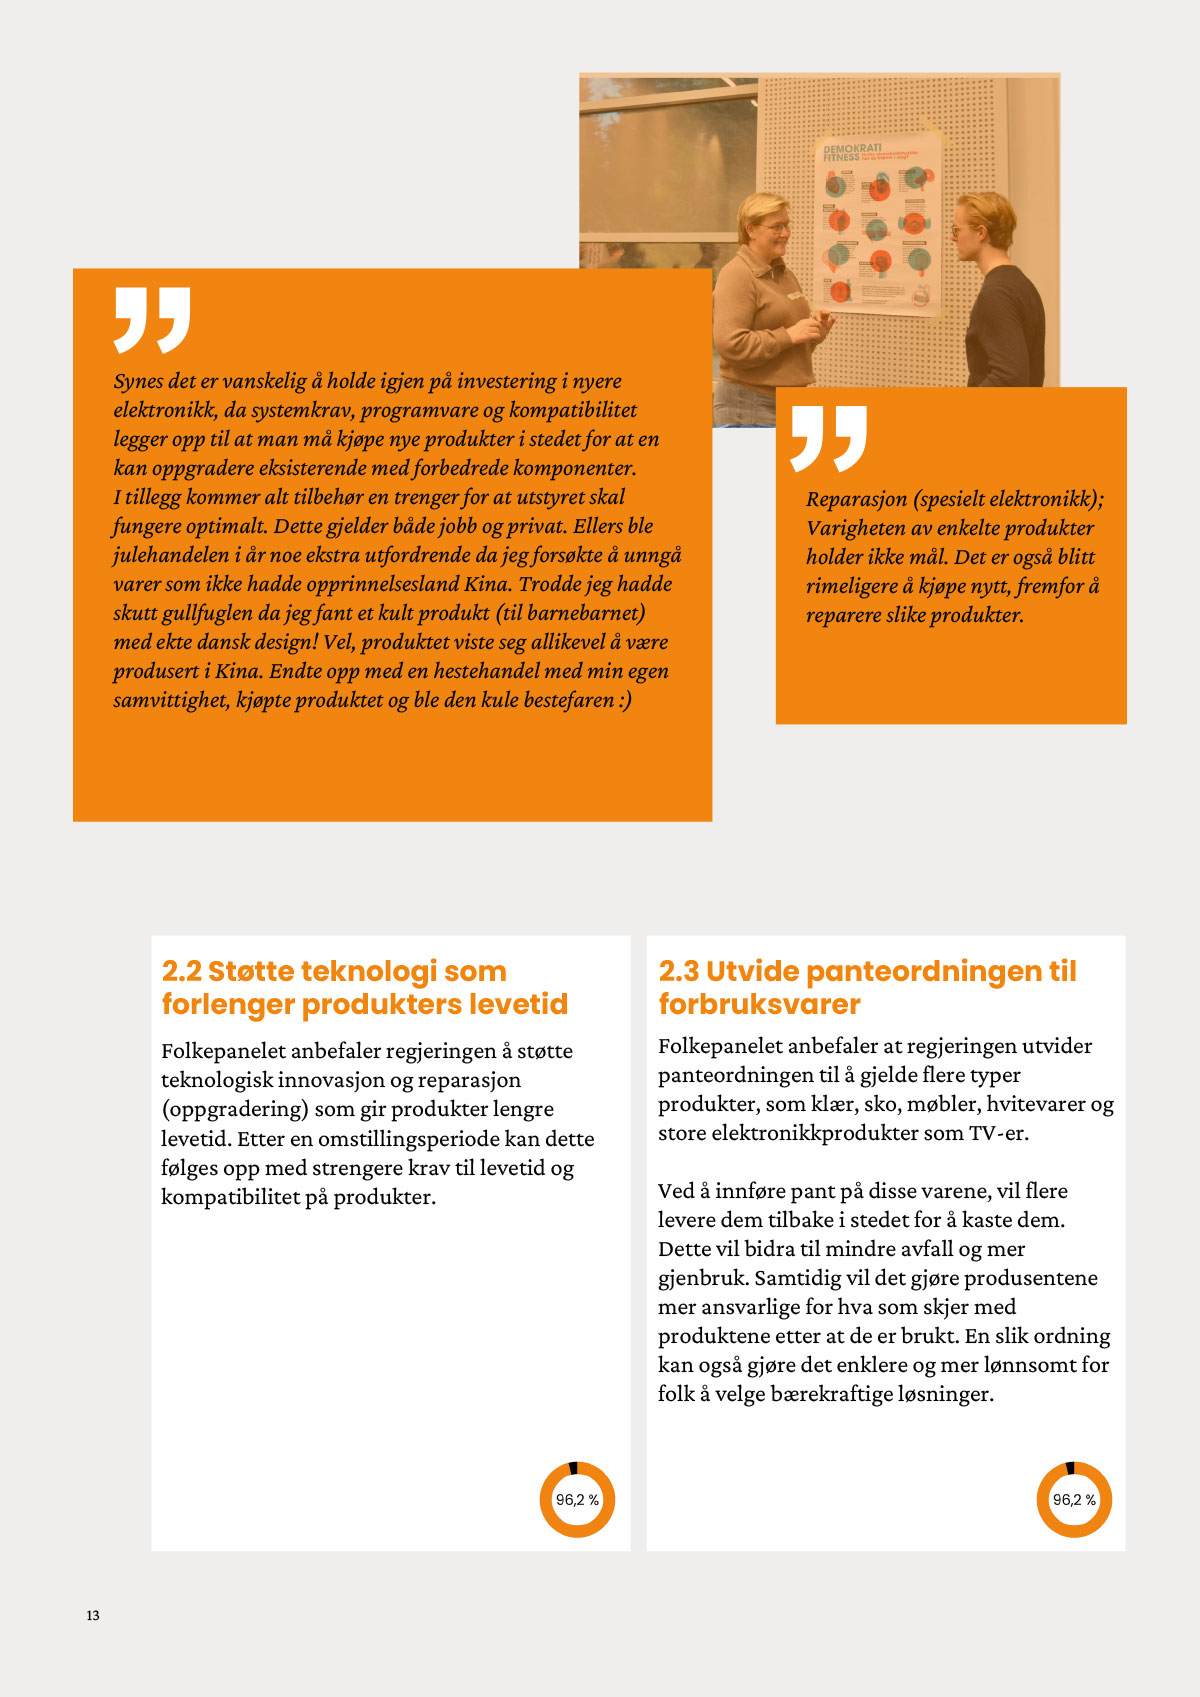 DEMOKRATI
FITNESS
”
Synes det er vanskelig å holde igjen på investering i nyere
elektronikk, da systemkrav, programvare og kompatibilitet
legger opp til at man må kjøpe nye produkter i stedet for at en
kan oppgradere eksisterende med forbedrede komponenter.
I tillegg kommer alt tilbehør en trenger for at utstyret skal
fungere optimalt. Dette gjelder både jobb og privat. Ellers ble
julehandelen i år noe ekstra utfordrende da jeg forsøkte å unngå
varer som ikke hadde opprinnelsesland Kina. Trodde jeg hadde
skutt gullfuglen da jeg fant et kult produkt (til barnebarnet)
med ekte dansk design! Vel, produktet viste seg allikevel å være
produsert i Kina. Endte opp med en hestehandel med min egen
samvittighet, kjøpte produktet og ble den kule bestefaren :)
”
Reparasjon (spesielt elektronikk);
Varigheten av enkelte produkter
holder ikke mål. Det er også blitt
rimeligere å kjøpe nytt, fremfor å
reparere slike produkter.
2.2 Støtte teknologi som
forlenger produkters levetid
Folkepanelet anbefaler regjeringen å støtte
teknologisk innovasjon og reparasjon
(oppgradering) som gir produkter lengre
levetid. Etter en omstillingsperiode kan dette
følges opp med strengere krav til levetid og
kompatibilitet på produkter.
96,2 %
2.3 Utvide panteordningen til
forbruksvarer
Folkepanelet anbefaler at regjeringen utvider
panteordningen til å gjelde flere typer
produkter, som klær, sko, møbler, hvitevarer og
store elektronikkprodukter som TV-er.
Ved å innføre pant på disse varene, vil flere
levere dem tilbake i stedet for å kaste dem.
Dette vil bidra til mindre avfall og mer
gjenbruk. Samtidig vil det gjøre produsentene
mer ansvarlige for hva som skjer med
produktene etter at de er brukt. En slik ordning
kan også gjøre det enklere og mer lønnsomt for
folk å velge bærekraftige løsninger.
96,2 %
13